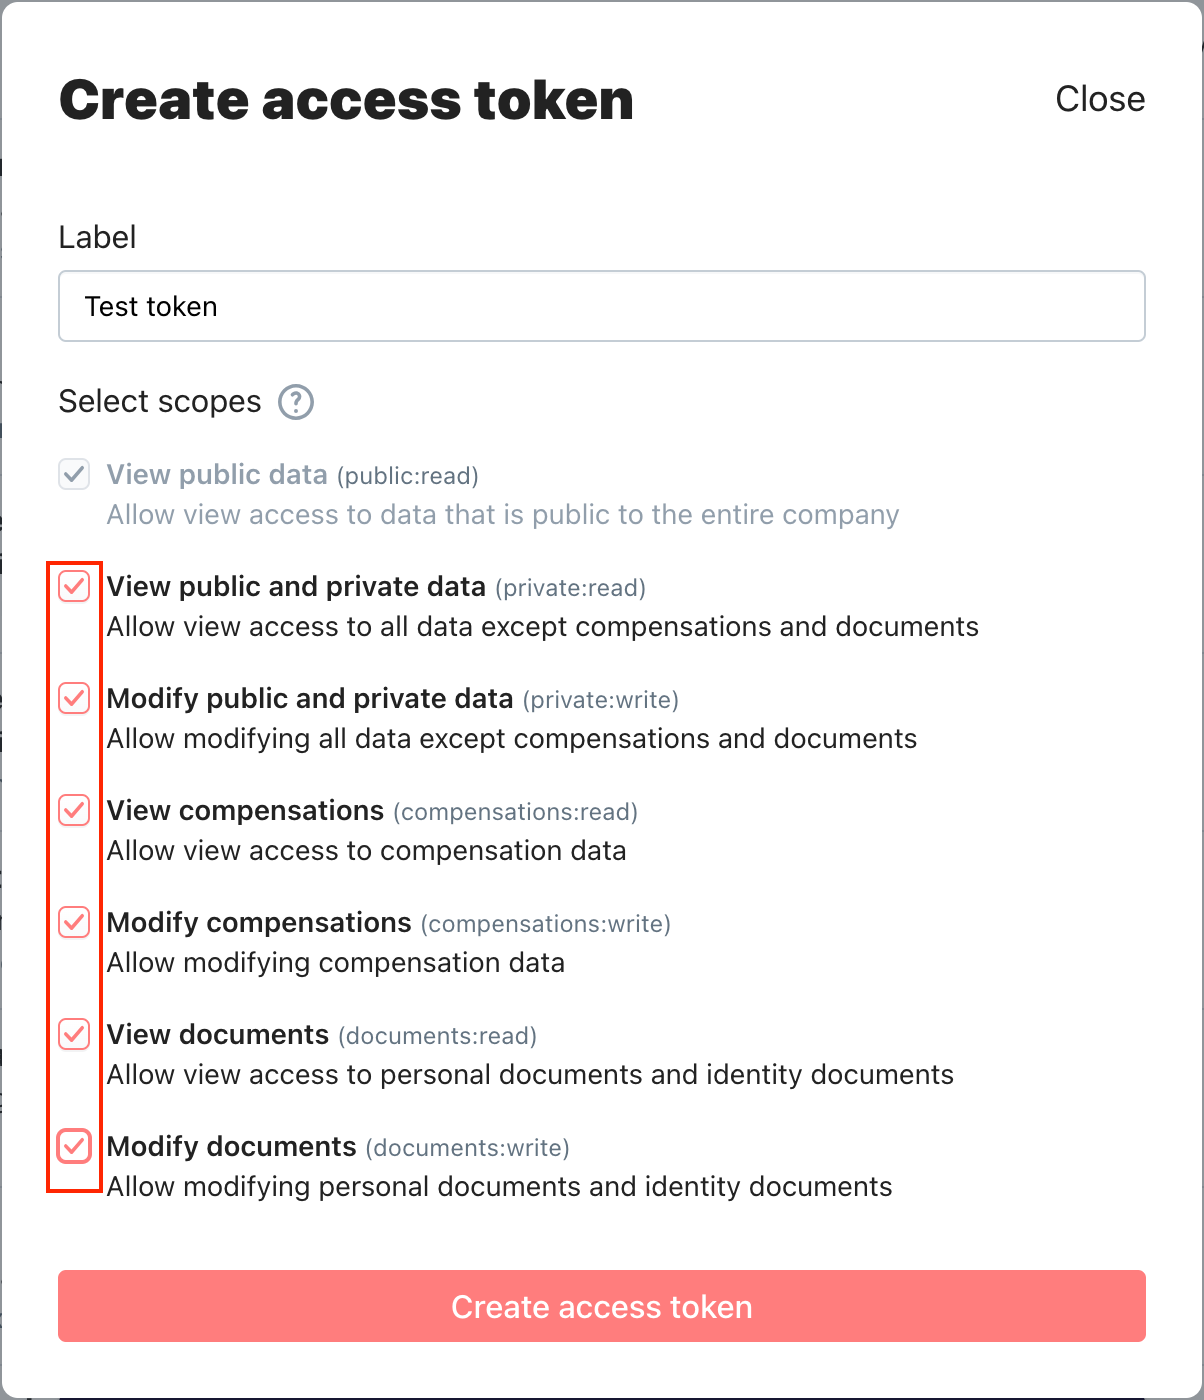 Create access token
Close
Label
Test token
Select scopes ?
View public data (public:read)
Allow view access to data that is public to the entire company
View public and private data (private:read)
Allow view access to all data except compensations and documents
Modify public and private data (private:write)
Allow modifying all data except compensations and documents
View compensations (compensations:read)
Allow view access to compensation data
Modify compensations (compensations:write)
Allow modifying compensation data
View documents (documents:read)
Allow view access to personal documents and identity documents
Modify documents (documents:write)
Allow modifying personal documents and identity documents
Create access token